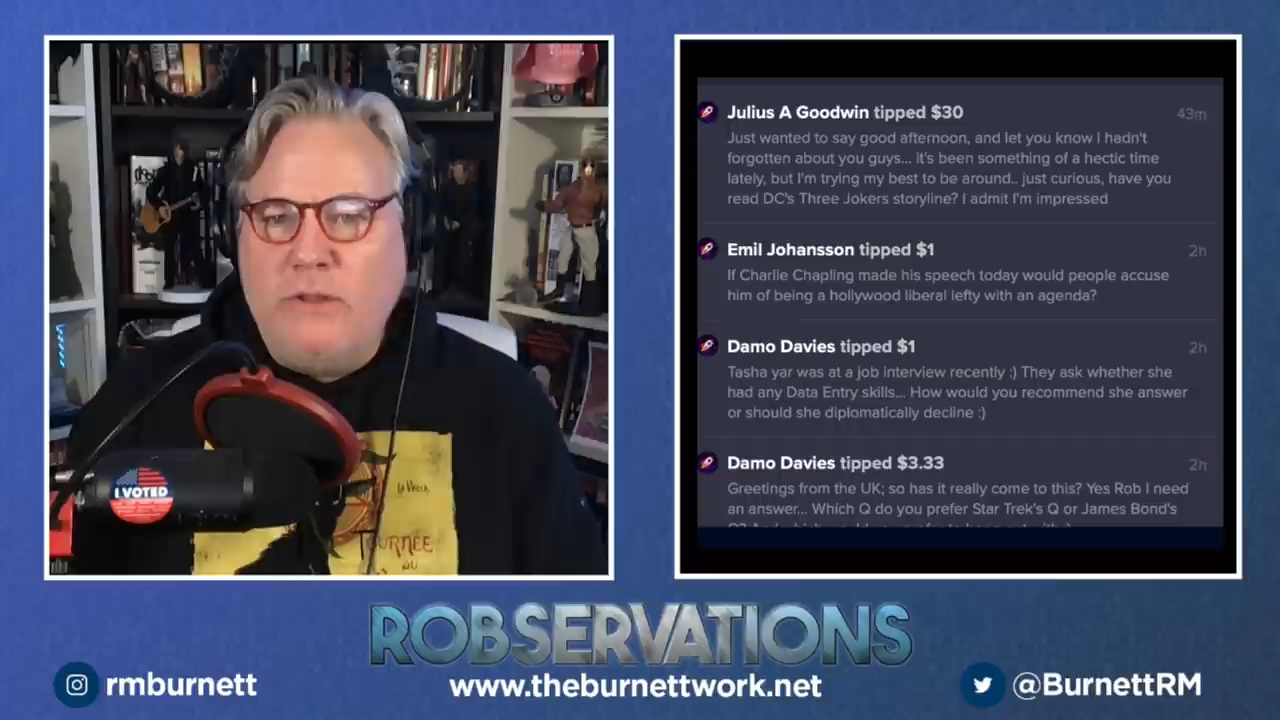 Julius A Goodwin tipped $30
43m
Just wanted to say good afternoon, and let you know I hadn't
forgotten about you guys... it's been something of a hectic time
lately, but I'm trying my best to be around.. just curious, have you
read DC's Three Jokers storyline? I admit I'm impressed
Emil Johansson tipped $1
2h
If Charlie Chapling made his speech today would people accuse
him of being a hollywood liberal lefty with an agenda?
Damo Davies tipped $1
2h
Tasha yar was at a job interview recently :) They ask whether she
had any Data Entry skills... How would you recommend she answer
or should she diplomatically decline :)
Damo Davies tipped $3.33
2h
Greetings from the UK; so has it really come to this? Yes Rob I need
an answer... Which Q do you prefer Star Trek's Q or James Bond's
I VOTED
TOURNÉE
DU
ROBSERVATIONS
rmburnett
www.theburnettwork.net
@BurnettRM